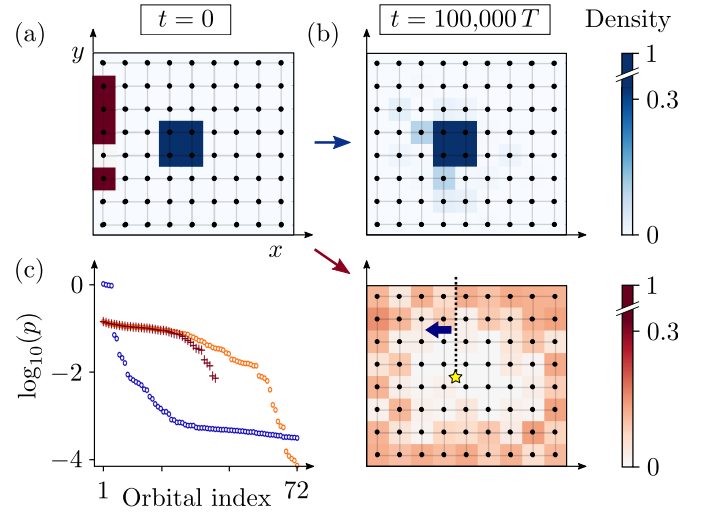 (a)
t = 0
(b)
t = 100,000 T
Density
y
x
1
0.3
0
(c)
0
−2
−4
log10(p)
1
72
Orbital index
1
0.3
0